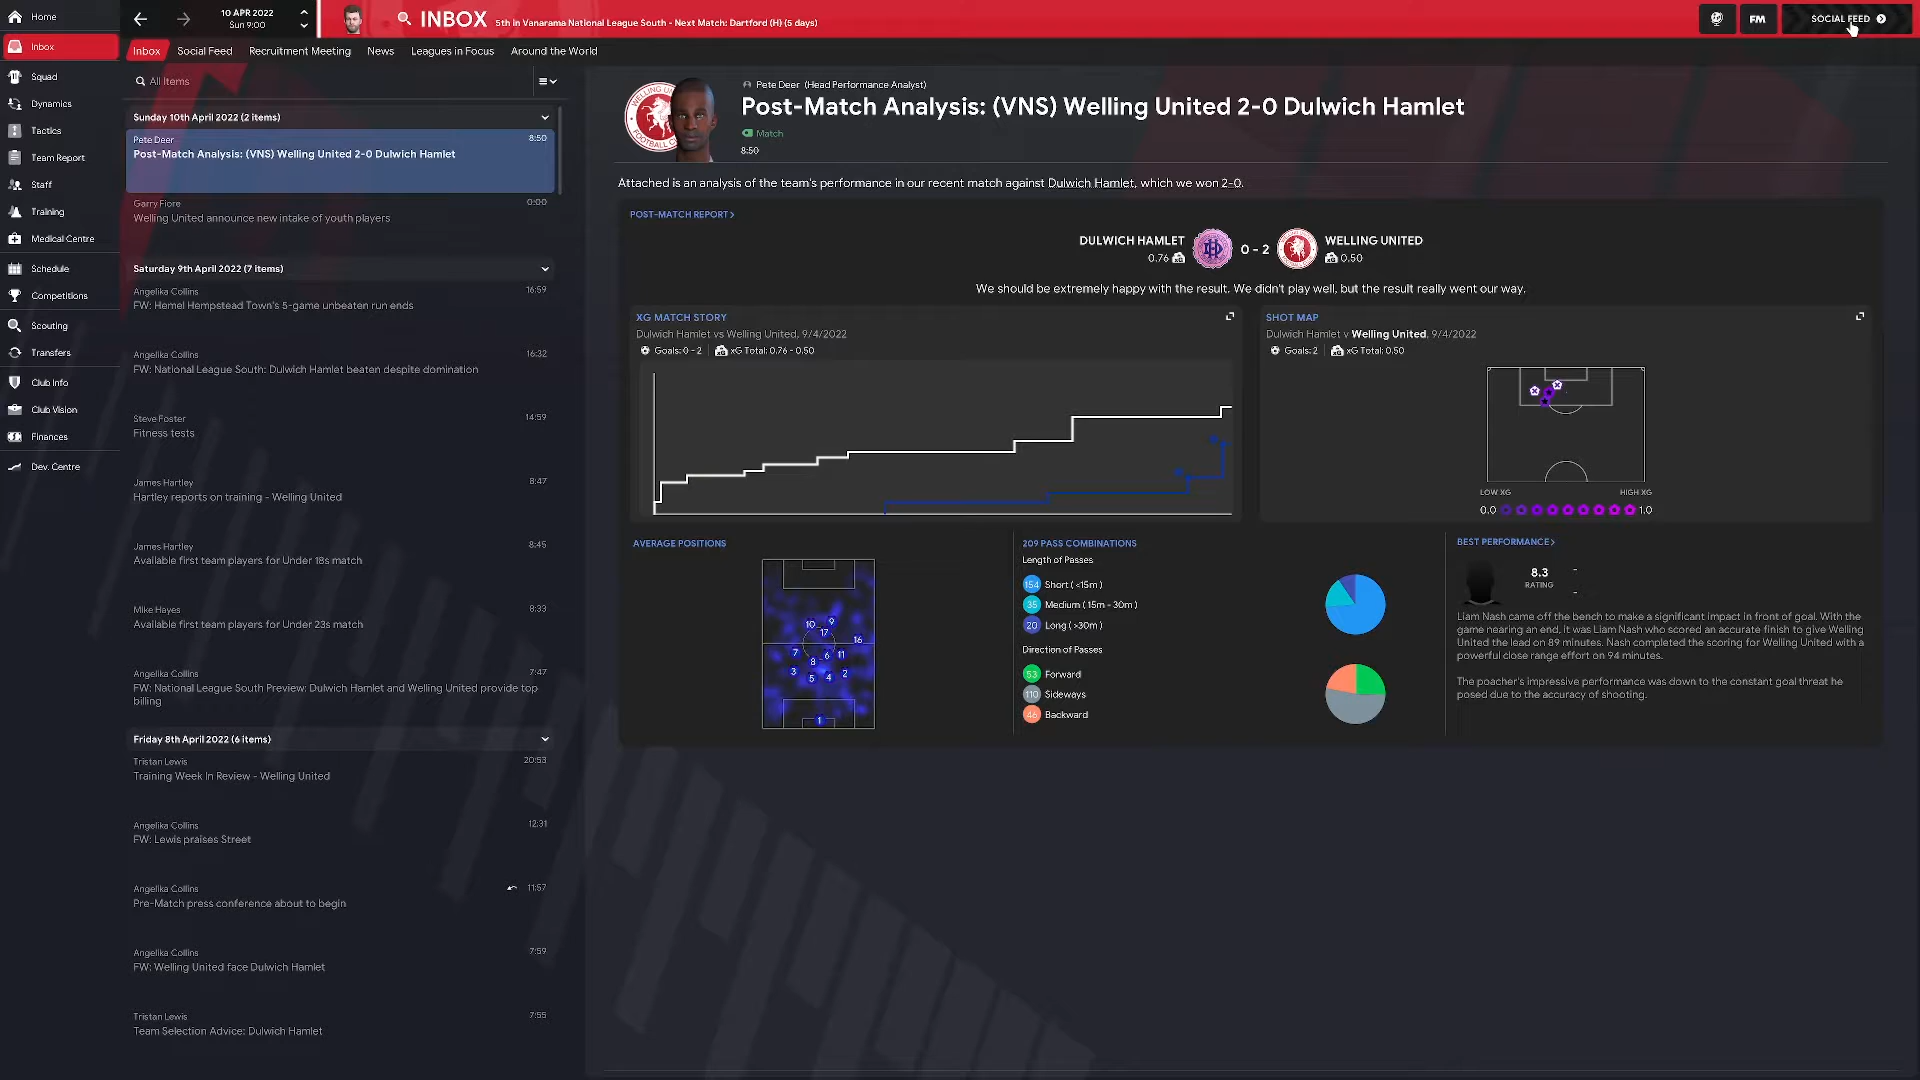 Home
Inbox
Squad
Dynamics
Tactics
Team Report
Staff
Training
Medical Centre
Schedule
Competitions
Scouting
Transfers
Club Info
Club Vision
Finances
Dev. Centre
10 APR 2022
Sun 9:00
INBOX 5th in Vanarama National League South - Next Match: Dartford (H) (5 days)
FM
SOCIAL FEED
Inbox Social Feed Recruitment Meeting News Leagues in Focus Around the World
All Items
Sunday 10th April 2022 (2 items)
Pete Deer 8:50
Post-Match Analysis: (VNS) Welling United 2-0 Dulwich Hamlet
Garry Fiore 0:00
Welling United announce new intake of youth players
Saturday 9th April 2022 (7 items)
Angelika Collins 16:59
FW: Hemel Hempstead Town's 5-game unbeaten run ends
Angelika Collins 16:32
FW: National League South: Dulwich Hamlet beaten despite domination
Steve Foster 14:59
Fitness tests
James Hartley 8:47
Hartley reports on training - Welling United
James Hartley 8:45
Available first team players for Under 18s match
Mike Hayes 8:33
Available first team players for Under 23s match
Angelika Collins 7:47
FW: National League South Preview: Dulwich Hamlet and Welling United provide top
billing
Friday 8th April 2022 (6 items)
Tristan Lewis 20:53
Training Week In Review - Welling United
Angelika Collins 12:31
FW: Lewis praises Street
Angelika Collins 11:57
Pre-Match press conference about to begin
Angelika Collins 7:59
FW: Welling United face Dulwich Hamlet
Tristan Lewis 7:55
Team Selection Advice: Dulwich Hamlet
Pete Deer (Head Performance Analyst)
Post-Match Analysis: (VNS) Welling United 2-0 Dulwich Hamlet
Match
8:50
Attached is an analysis of the team's performance in our recent match against Dulwich Hamlet, which we won 2-0.
POST-MATCH REPORT>
DULWICH HAMLET 0 - 2 WELLING UNITED
0.76 xG xG 0.50
We should be extremely happy with the result. We didn't play well, but the result really went our way.
XG MATCH STORY
Dulwich Hamlet vs Welling United, 9/4/2022
Goals: 0 - 2 xG Total: 0.76 - 0.50
SHOT MAP
Dulwich Hamlet v Welling United, 9/4/2022
Goals: 2 xG Total: 0.50
LOW XG HIGH XG
0.0 1.0
AVERAGE POSITIONS
10 9
17
16
7 6 11
8
3 5 4 2
1
209 PASS COMBINATIONS
Length of Passes
154 Short ( <15m )
35 Medium ( 15m - 30m )
20 Long ( >30m )
Direction of Passes
53 Forward
110 Sideways
46 Backward
BEST PERFORMANCE>
8.3 -
RATING
-
Liam Nash came off the bench to make a significant impact in front of goal. With the
game nearing an end, it was Liam Nash who scored an accurate finish to give Welling
United the lead on 89 minutes. Nash completed the scoring for Welling United with a
powerful close range effort on 94 minutes.
The poacher's impressive performance was down to the constant goal threat he
posed due to the accuracy of shooting.